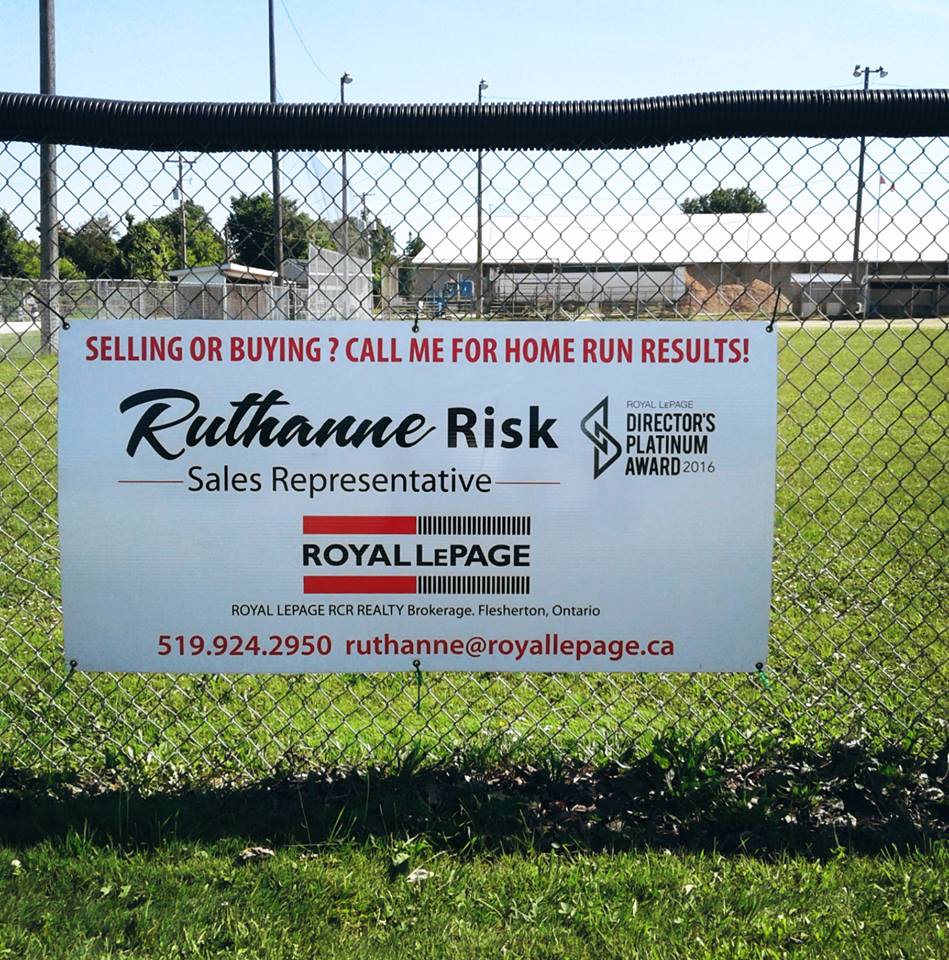 SELLING OR BUYING ? CALL ME FOR HOME RUN RESULTS!
Ruthanne Risk
Sales Representative
ROYAL LEPAGE
DIRECTOR'S
PLATINUM
AWARD 2016
ROYAL LEPAGE
ROYAL LEPAGE RCR REALTY Brokerage. Flesherton, Ontario
519.924.2950 ruthanne@royallepage.ca